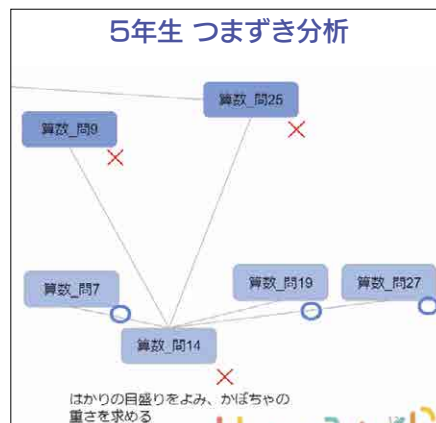 5年生 つまずき分析
算数_問25
算数_問9
算数_問7
算数_問19
算数_問27
算数_問14
はかりの目盛りをよみ、かぼちゃの
重さを求める